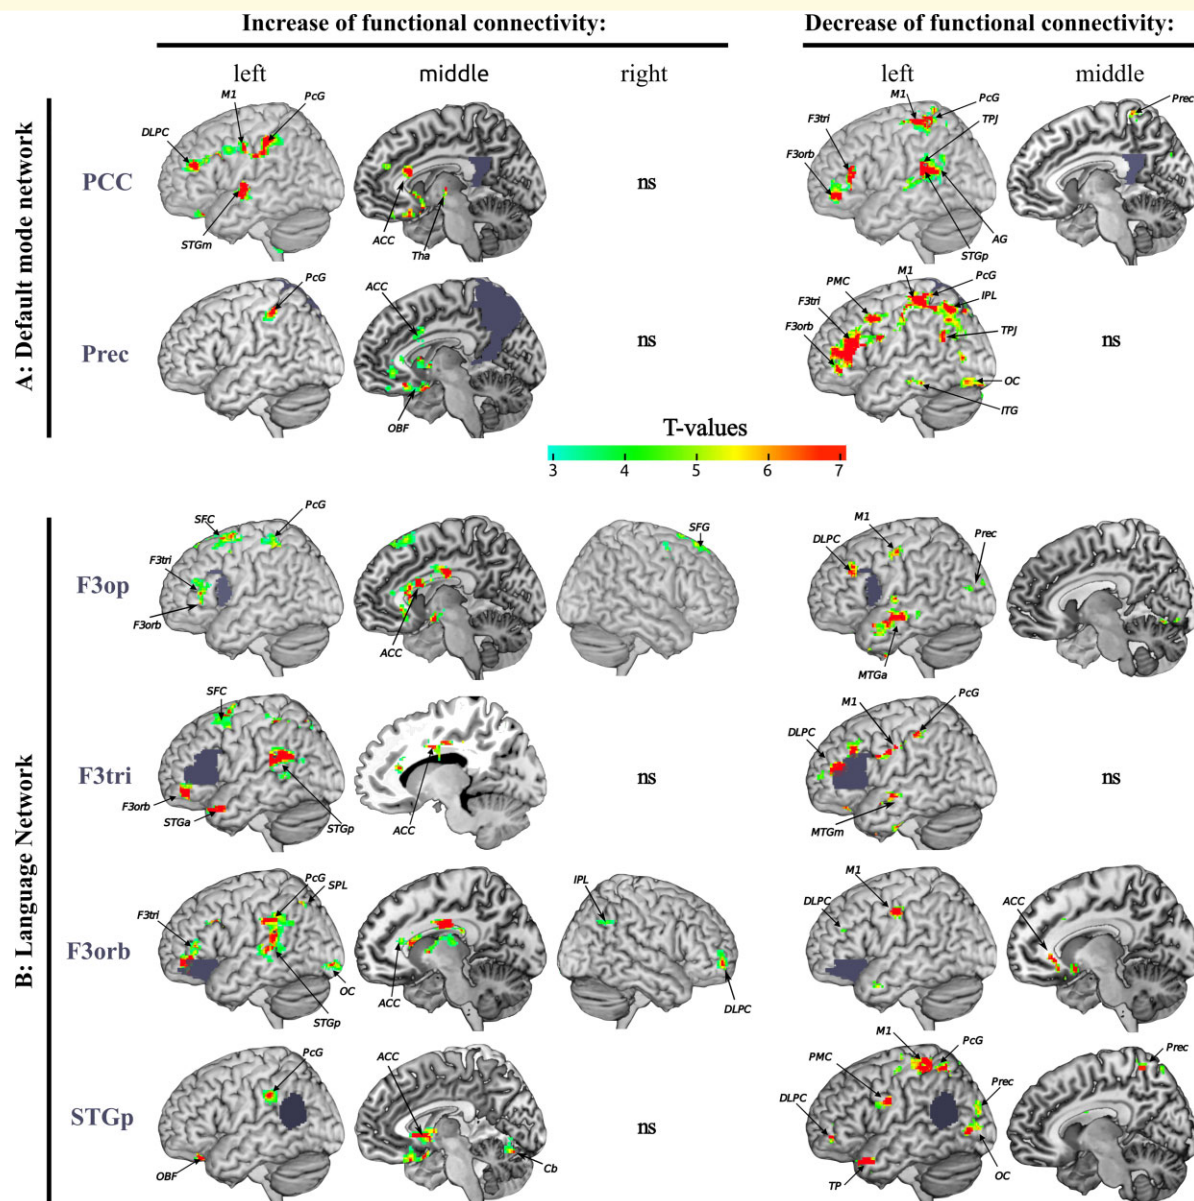 Increase of functional connectivity:
Decrease of functional connectivity:
left
middle
right
left
middle
A: Default mode network
PCC
DLPC
M1
PcG
STGm
ACC
Tha
ns
F3orb
F3tri
M1
PcG
TPJ
AG
STGp
Prec
Prec
PcG
ACC
OBF
ns
F3orb
F3tri
PMC
M1
PcG
IPL
TPJ
OC
ITG
ns
T-values
3 4 5 6 7
B: Language Network
F3op
SFC
PcG
F3tri
F3orb
ACC
SFG
DLPC
M1
Prec
MTGa
F3tri
SFC
F3orb
STGa
STGp
ACC
ns
DLPC
M1
PcG
MTGm
ns
F3orb
F3tri
PcG
SPL
OC
STGp
ACC
IPL
DLPC
DLPC
M1
ACC
STGp
PcG
OBF
ACC
Cb
ns
DLPC
PMC
M1
PcG
Prec
OC
TP
Prec